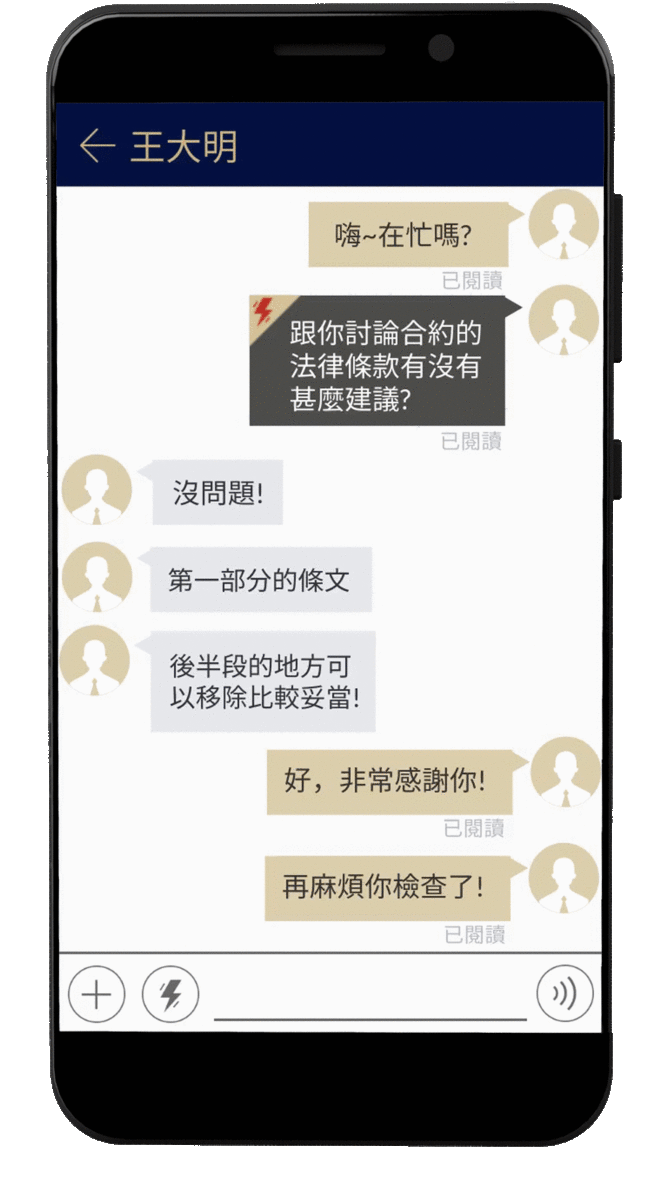 王大明
嗨~在忙嗎?
已閱讀
跟你討論合約的
法律條款有沒有
甚麼建議?
已閱讀
沒問題!
第一部分的條文
後半段的地方可
以移除比較妥當!
好，非常感謝你!
已閱讀
再麻煩你檢查了!
已閱讀